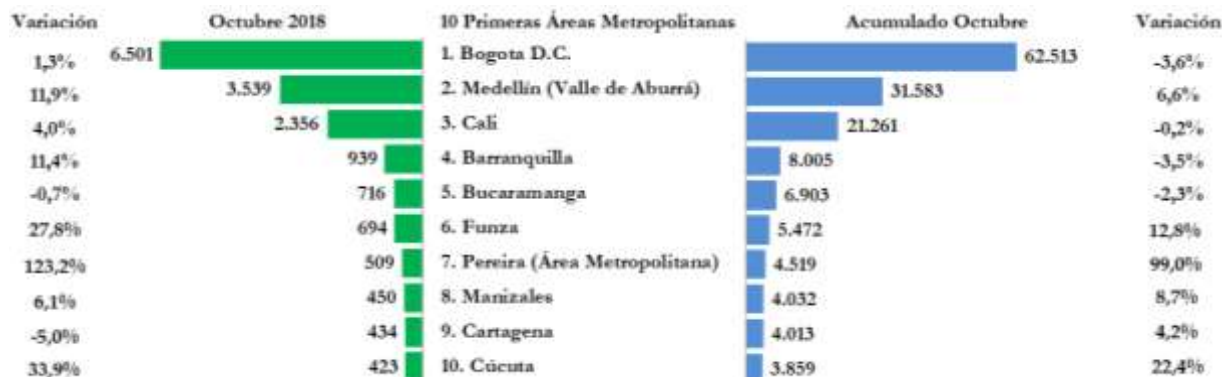 Variación Octubre 2018 10 Primeras Áreas Metropolitanas Acumulado Octubre Variación
1,3% 6.501 1. Bogota D.C. 62.513 -3,6%
11,9% 3.539 2. Medellín (Valle de Aburrá) 31.583 6,6%
4,0% 2.356 3. Cali 21.261 -0,2%
11,4% 939 4. Barranquilla 8.005 -3,5%
-0,7% 716 5. Bucaramanga 6.903 -2,3%
27,8% 694 6. Funza 5.472 12,8%
123,2% 509 7. Pereira (Área Metropolitana) 4.519 99,0%
6,1% 450 8. Manizales 4.032 8,7%
-5,0% 434 9. Cartagena 4.013 4,2%
33,9% 423 10. Cúcuta 3.859 22,4%